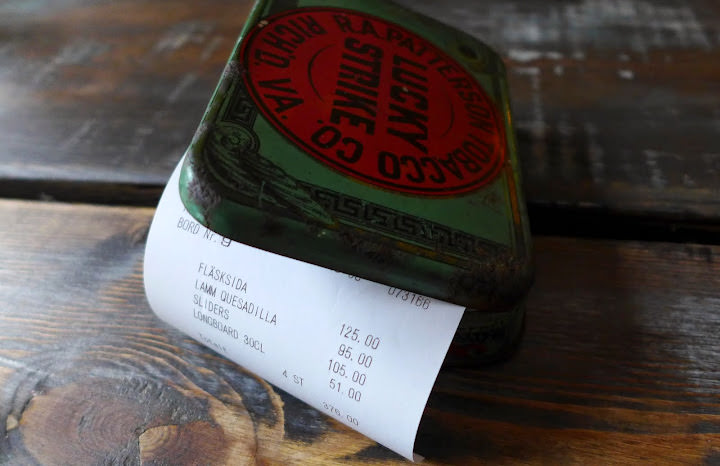 R.A. PATTERSON TOBACCO CO.
RICH'D, VA.
LUCKY
STRIKE
BORD Nr. 9
073166
FLÄSKSIDA 125.00
LAMM QUESADILLA 95.00
SLIDERS 105.00
LONGBOARD 30CL 51.00
4 ST 376.00